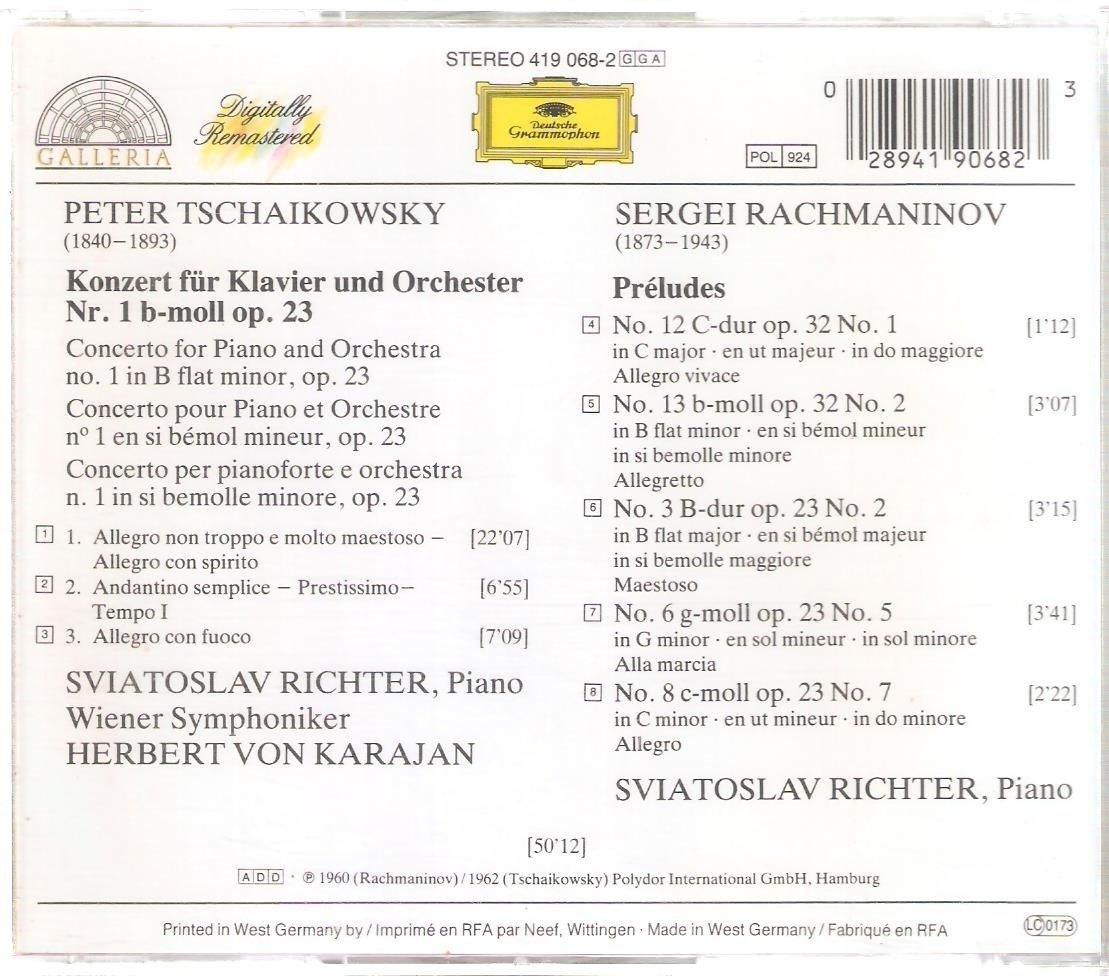 STEREO 419 068-2 GGA
GALLERIA
Digitally
Remastered
Deutsche
Grammophon
POL 924
0
28941 90682
3
PETER TSCHAIKOWSKY
(1840–1893)
Konzert für Klavier und Orchester
Nr. 1 b-moll op. 23
Concerto for Piano and Orchestra
no. 1 in B flat minor, op. 23
Concerto pour Piano et Orchestre
nº 1 en si bémol mineur, op. 23
Concerto per pianoforte e orchestra
n. 1 in si bemolle minore, op. 23
1 1. Allegro non troppo e molto maestoso – [22'07]
Allegro con spirito
2 2. Andantino semplice – Prestissimo– [6'55]
Tempo I
3 3. Allegro con fuoco [7'09]
SVIATOSLAV RICHTER, Piano
Wiener Symphoniker
HERBERT VON KARAJAN
SERGEI RACHMANINOV
(1873–1943)
Préludes
4 No. 12 C-dur op. 32 No. 1 [1'12]
in C major · en ut majeur · in do maggiore
Allegro vivace
5 No. 13 b-moll op. 32 No. 2 [3'07]
in B flat minor · en si bémol mineur
in si bemolle minore
Allegretto
6 No. 3 B-dur op. 23 No. 2 [3'15]
in B flat major · en si bémol majeur
in si bemolle maggiore
Maestoso
7 No. 6 g-moll op. 23 No. 5 [3'41]
in G minor · en sol mineur · in sol minore
Alla marcia
8 No. 8 c-moll op. 23 No. 7 [2'22]
in C minor · en ut mineur · in do minore
Allegro
SVIATOSLAV RICHTER, Piano
[50'12]
ADD · ℗ 1960 (Rachmaninov) / 1962 (Tschaikowsky) Polydor International GmbH, Hamburg
Printed in West Germany by / Imprimé en RFA par Neef, Wittingen · Made in West Germany / Fabriqué en RFA
LC 0173